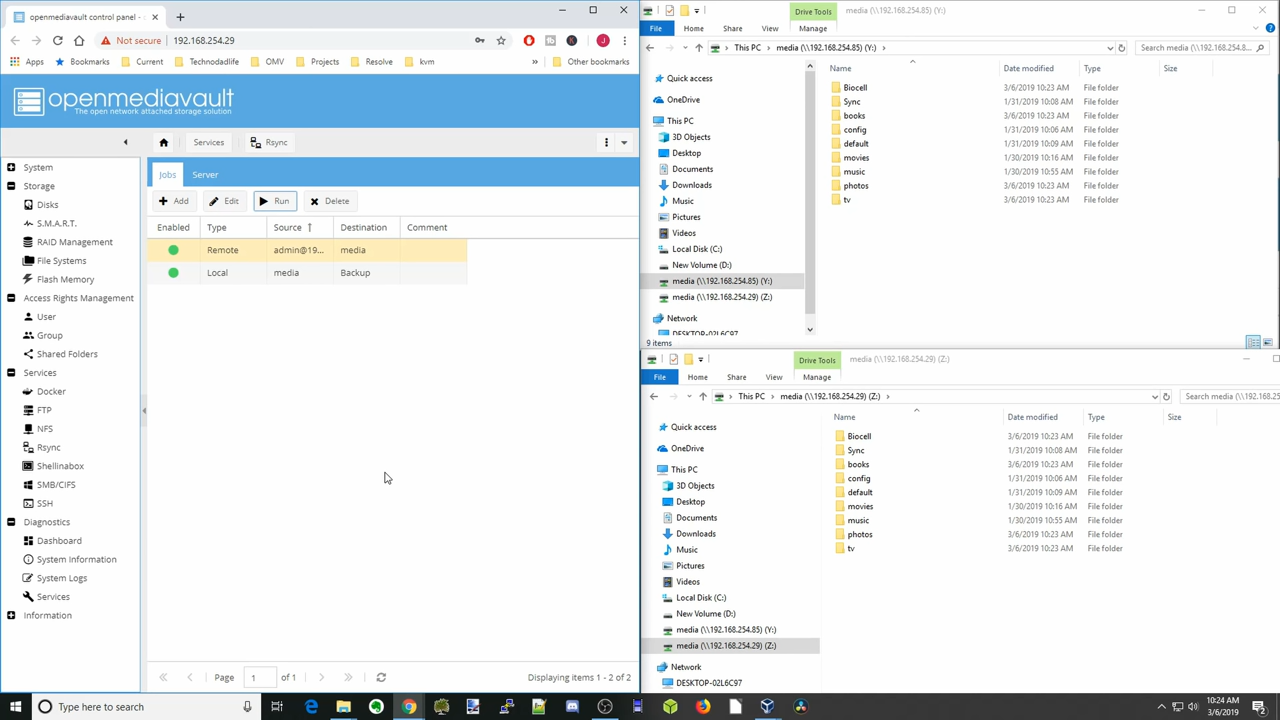 openmediavault control panel -
Not secure
192.168.254.29
Apps
Bookmarks
Current
Technodadlife
OMV
Projects
Resolve
kvm
»
Other bookmarks
openmediavault
The open network attached storage solution
Services
Rsync
System
Storage
Disks
S.M.A.R.T.
RAID Management
File Systems
Flash Memory
Access Rights Management
User
Group
Shared Folders
Services
Docker
FTP
NFS
Rsync
Shellinabox
SMB/CIFS
SSH
Diagnostics
Dashboard
System Information
System Logs
Services
Information
Jobs
Server
Add
Edit
Run
Delete
Enabled
Type
Source
Destination
Comment
Remote
admin@19...
media
Local
media
Backup
Page
1
of 1
Displaying items 1 - 2 of 2
Drive Tools
media (\\192.168.254.85) (Y:)
File
Home
Share
View
Manage
This PC
media (\\192.168.254.85) (Y:)
Search media (\\192.168.254.8...
Quick access
OneDrive
This PC
3D Objects
Desktop
Documents
Downloads
Music
Pictures
Videos
Local Disk (C:)
New Volume (D:)
media (\\192.168.254.85) (Y:)
media (\\192.168.254.29) (Z:)
Network
DESKTOP-02L6C97
9 items
Name
Date modified
Type
Size
Biocell 3/6/2019 10:23 AM File folder
Sync 1/31/2019 10:08 AM File folder
books 3/6/2019 10:23 AM File folder
config 1/31/2019 10:06 AM File folder
default 1/31/2019 10:09 AM File folder
movies 1/30/2019 10:16 AM File folder
music 1/30/2019 10:55 AM File folder
photos 3/6/2019 10:23 AM File folder
tv 3/6/2019 10:23 AM File folder
Drive Tools
media (\\192.168.254.29) (Z:)
File
Home
Share
View
Manage
This PC
media (\\192.168.254.29) (Z:)
Search media (\\192.168.25
Quick access
OneDrive
This PC
3D Objects
Desktop
Documents
Downloads
Music
Pictures
Videos
Local Disk (C:)
New Volume (D:)
media (\\192.168.254.85) (Y:)
media (\\192.168.254.29) (Z:)
Network
DESKTOP-02L6C97
Name
Date modified
Type
Size
Biocell 3/6/2019 10:23 AM File folder
Sync 1/31/2019 10:08 AM File folder
books 3/6/2019 10:23 AM File folder
config 1/31/2019 10:06 AM File folder
default 1/31/2019 10:09 AM File folder
movies 1/30/2019 10:16 AM File folder
music 1/30/2019 10:55 AM File folder
photos 3/6/2019 10:23 AM File folder
tv 3/6/2019 10:23 AM File folder
Type here to search
10:24 AM
3/6/2019